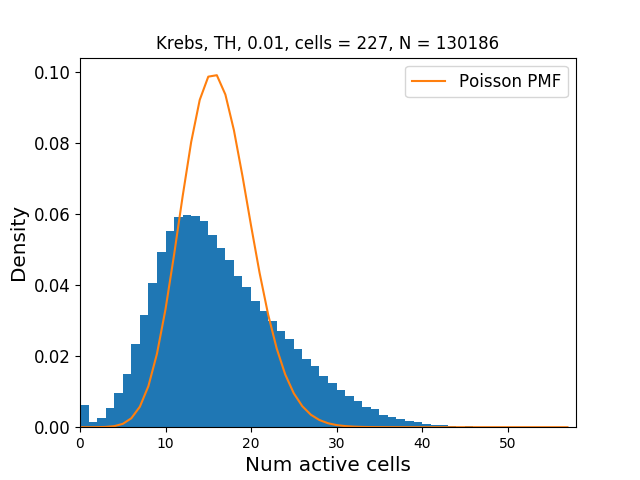 Krebs, TH, 0.01, cells = 227, N = 130186
Poisson PMF
0.10
0.08
0.06
0.04
0.02
0.00
Density
0 10 20 30 40 50
Num active cells